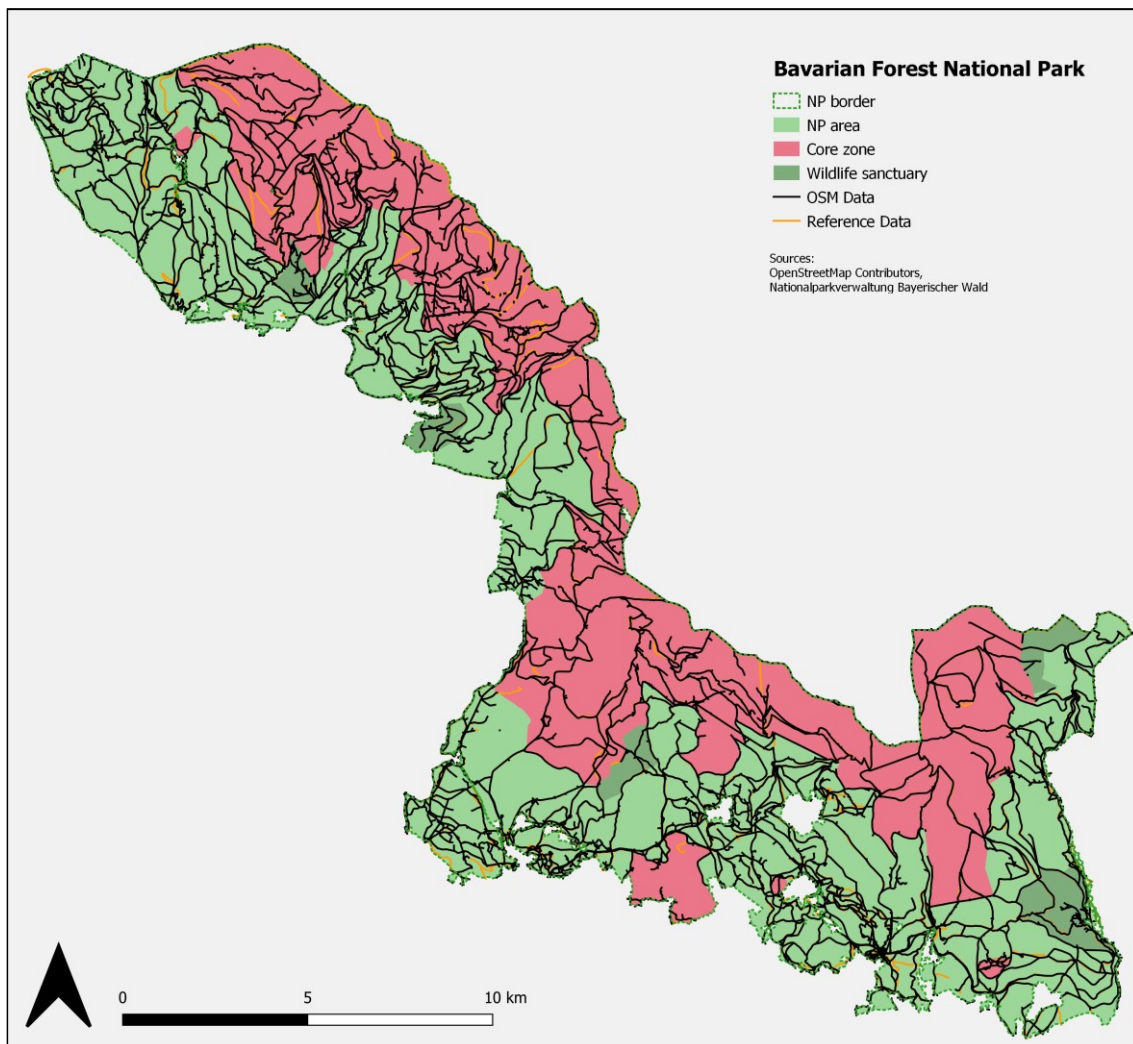 Bavarian Forest National Park
NP border
NP area
Core zone
Wildlife sanctuary
OSM Data
Reference Data
Sources:
OpenStreetMap Contributors,
Nationalparkverwaltung Bayerischer Wald
0 5 10 km